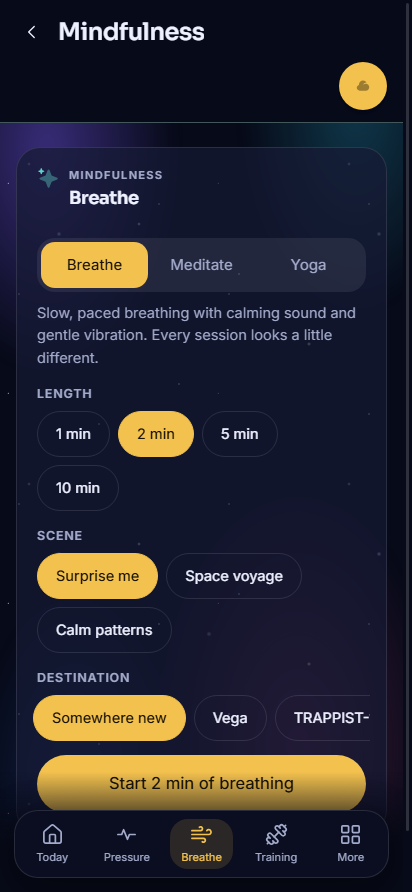 Mindfulness
MINDFULNESS
Breathe
Breathe Meditate Yoga
Slow, paced breathing with calming sound and
gentle vibration. Every session looks a little
different.
LENGTH
1 min 2 min 5 min
10 min
SCENE
Surprise me Space voyage
Calm patterns
DESTINATION
Somewhere new Vega TRAPPIST-
Start 2 min of breathing
Today Pressure Breathe Training More